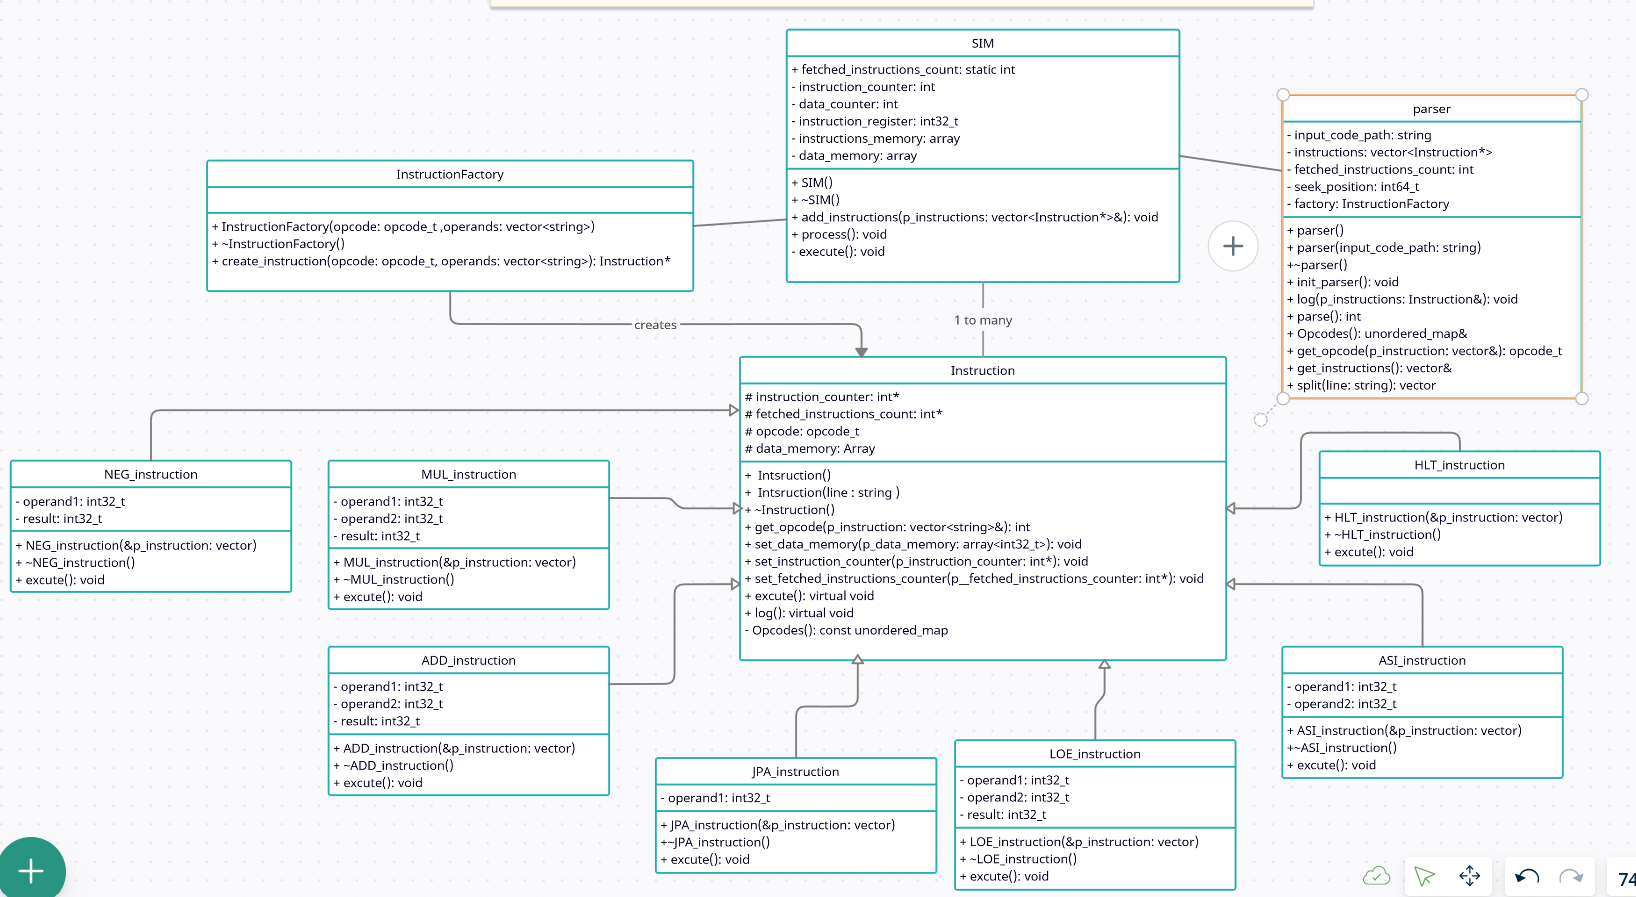 SIM
+ fetched_instructions_count: static int
- instruction_counter: int
- data_counter: int
- instruction_register: int32_t
- instructions_memory: array
- data_memory: array
+ SIM()
+ ~SIM()
+ add_instructions(p_instructions: vector<Instruction*>&): void
+ process(): void
- execute(): void
parser
- input_code_path: string
- instructions: vector<Instruction*>
- fetched_instructions_count: int
- seek_position: int64_t
- factory: InstructionFactory
+ parser()
+ parser(input_code_path: string)
+~parser()
+ init_parser(): void
+ log(p_instructions: Instruction&): void
+ parse(): int
+ Opcodes(): unordered_map&
+ get_opcode(p_instruction: vector&): opcode_t
+ get_instructions(): vector&
+ split(line: string): vector
InstructionFactory
+ InstructionFactory(opcode: opcode_t ,operands: vector<string>)
+ ~InstructionFactory()
+ create_instruction(opcode: opcode_t, operands: vector<string>): Instruction*
creates
1 to many
Instruction
# instruction_counter: int*
# fetched_instructions_count: int*
# opcode: opcode_t
# data_memory: Array
+  Intsruction()
+  Intsruction(line : string )
+ ~Instruction()
+ get_opcode(p_instruction: vector<string>&): int
+ set_data_memory(p_data_memory: array<int32_t>): void
+ set_instruction_counter(p_instruction_counter: int*): void
+ set_fetched_instructions_counter(p__fetched_instructions_counter: int*): void
+ excute(): virtual void
+ log(): virtual void
- Opcodes(): const unordered_map
NEG_instruction
- operand1: int32_t
- result: int32_t
+ NEG_instruction(&p_instruction: vector)
+ ~NEG_instruction()
+ excute(): void
MUL_instruction
- operand1: int32_t
- operand2: int32_t
- result: int32_t
+ MUL_instruction(&p_instruction: vector)
+ ~MUL_instruction()
+ excute(): void
HLT_instruction
+ HLT_instruction(&p_instruction: vector)
+ ~HLT_instruction()
+ excute(): void
ADD_instruction
- operand1: int32_t
- operand2: int32_t
- result: int32_t
+ ADD_instruction(&p_instruction: vector)
+ ~ADD_instruction()
+ excute(): void
ASI_instruction
- operand1: int32_t
- operand2: int32_t
+ ASI_instruction(&p_instruction: vector)
+~ASI_instruction()
+ excute(): void
JPA_instruction
- operand1: int32_t
+ JPA_instruction(&p_instruction: vector)
+~JPA_instruction()
+ excute(): void
LOE_instruction
- operand1: int32_t
- operand2: int32_t
- result: int32_t
+ LOE_instruction(&p_instruction: vector)
+ ~LOE_instruction()
+ excute(): void
74